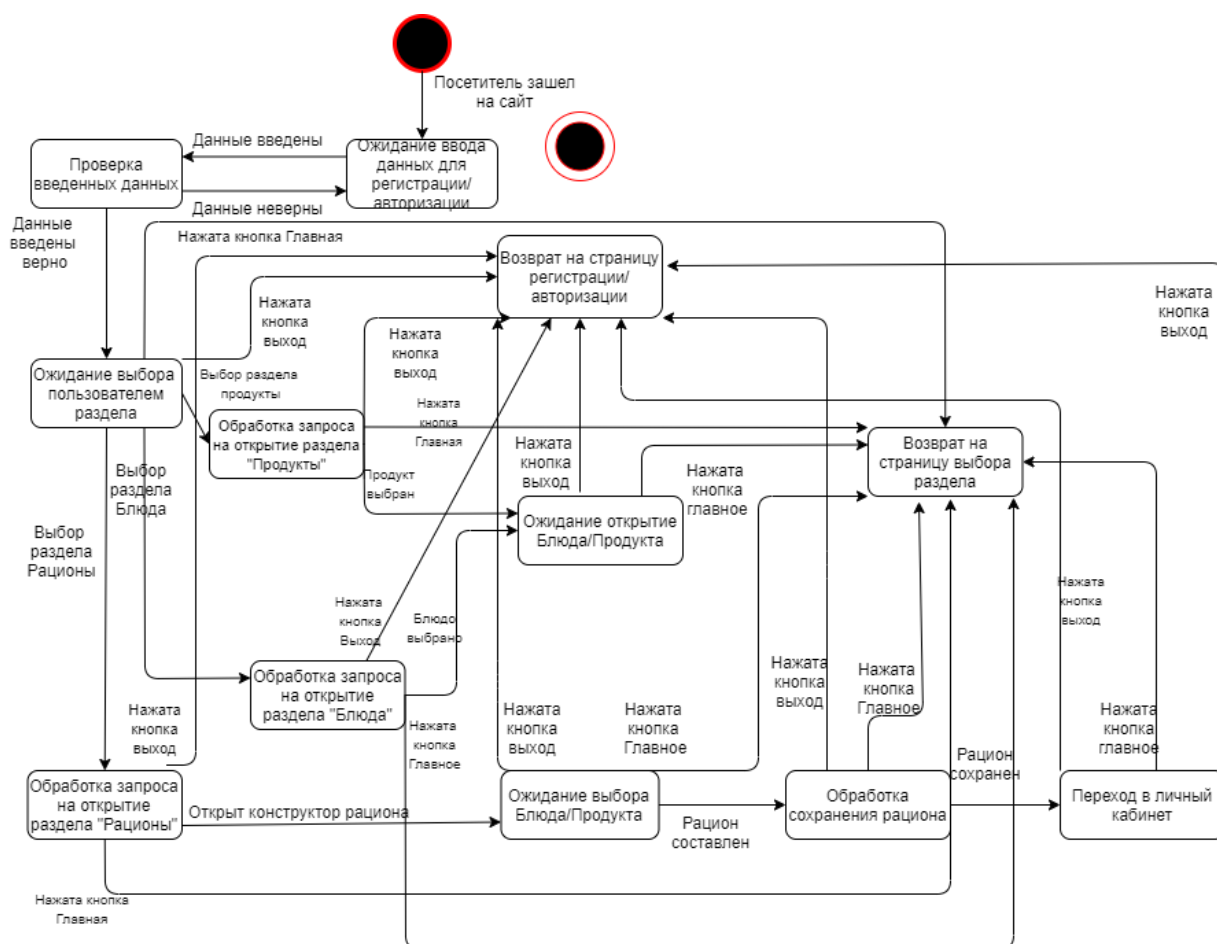 Посетитель зашел
на сайт
Данные введены
Ожидание ввода
данных для
регистрации/
авторизации
Проверка
введенных данных
Данные неверны
Данные
введены
верно
Нажата кнопка Главная
Возврат на страницу
регистрации/
авторизации
Нажата
кнопка
выход
Нажата
кнопка
выход
Нажата
кнопка
выход
Ожидание выбора
пользователем
раздела
Выбор раздела
продукты
Нажата
кнопка
Главная
Обработка запроса
на открытие раздела
"Продукты"
Возврат на
страницу выбора
раздела
Выбор
раздела
Блюда
Продукт
выбран
Нажата
кнопка
выход
Нажата
кнопка
главное
Ожидание открытие
Блюда/Продукта
Выбор
раздела
Рационы
Нажата
кнопка
выход
Нажата
кнопка
Выход
Блюдо
выбрано
Обработка запроса
на открытие
раздела "Блюда"
Нажата
кнопка
выход
Нажата
кнопка
Главное
Нажата
кнопка
выход
Нажата
кнопка
Главное
Нажата
кнопка
выход
Нажата
кнопка
Главное
Нажата
кнопка
главное
Рацион
сохранен
Обработка запроса
на открытие
раздела "Рационы"
Открыт конструктор рациона
Ожидание выбора
Блюда/Продукта
Рацион
составлен
Обработка
сохранения рациона
Переход в личный
кабинет
Нажата кнопка
Главная